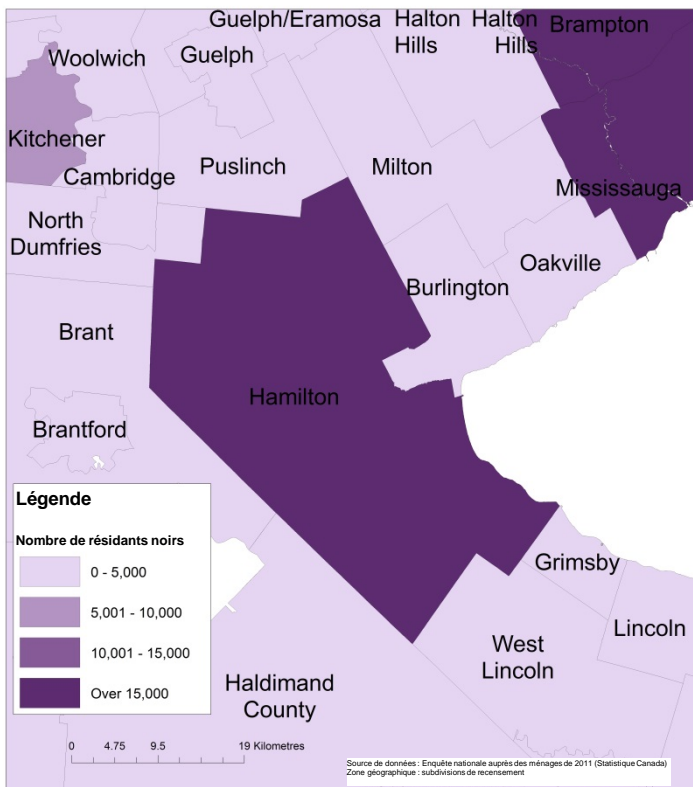 Guelph/Eramosa
Halton
Hills
Halton
Hills
Brampton
Woolwich
Guelph
Kitchener
Cambridge
Puslinch
Milton
Mississauga
North
Dumfries
Oakville
Burlington
Brant
Hamilton
Brantford
Légende
Nombre de résidants noirs
0 - 5,000
5,001 - 10,000
10,001 - 15,000
Over 15,000
Grimsby
Lincoln
West
Lincoln
Haldimand
County
0 4.75 9.5 19 Kilometres
Source de données : Enquête nationale auprès des ménages de 2011 (Statistique Canada)
Zone géographique : subdivisions de recensement